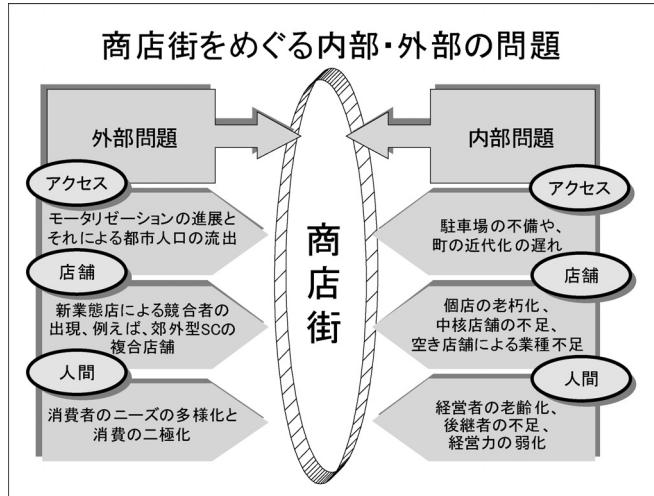 商店街をめぐる内部・外部の問題
外部問題
アクセス
モータリゼーションの進展と
それによる都市人口の流出
店舗
新業態店による競合者の
出現、例えば、郊外型SCの
複合店舗
人間
消費者のニーズの多様化と
消費の二極化
商店街
内部問題
アクセス
駐車場の不備や、
町の近代化の遅れ
店舗
個店の老朽化、
中核店舗の不足、
空き店舗による業種不足
人間
経営者の老齢化、
後継者の不足、
経営力の弱化